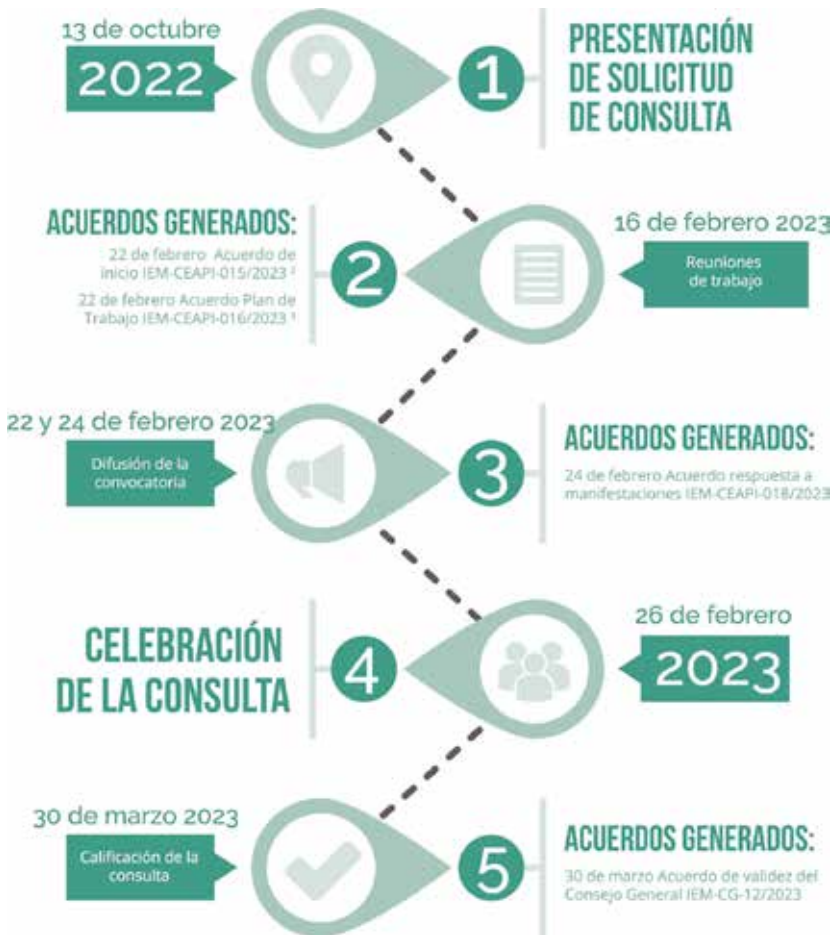 13 de octubre
2022
1
PRESENTACIÓN
DE SOLICITUD
DE CONSULTA
ACUERDOS GENERADOS:
22 de febrero Acuerdo de
inicio IEM-CEAPI-015/2023 ²
22 de febrero Acuerdo Plan de
Trabajo IEM-CEAPI-016/2023 ³
2
16 de febrero 2023
Reuniones
de trabajo
22 y 24 de febrero 2023
Difusión de la
convocatoria
3
ACUERDOS GENERADOS:
24 de febrero Acuerdo respuesta a
manifestaciones IEM-CEAPI-018/2023
CELEBRACIÓN
DE LA CONSULTA
4
26 de febrero
2023
30 de marzo 2023
Calificación de la
consulta
5
ACUERDOS GENERADOS:
30 de marzo Acuerdo de validez del
Consejo General IEM-CG-12/2023